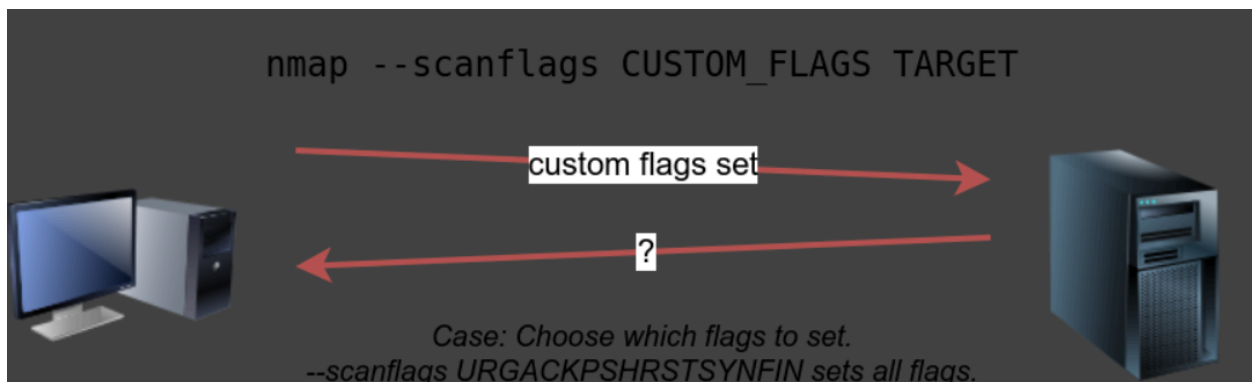 nmap --scanflags CUSTOM_FLAGS TARGET
custom flags set
?
Case: Choose which flags to set.
--scanflags URGACKPSHRSTSYNFIN sets all flags.